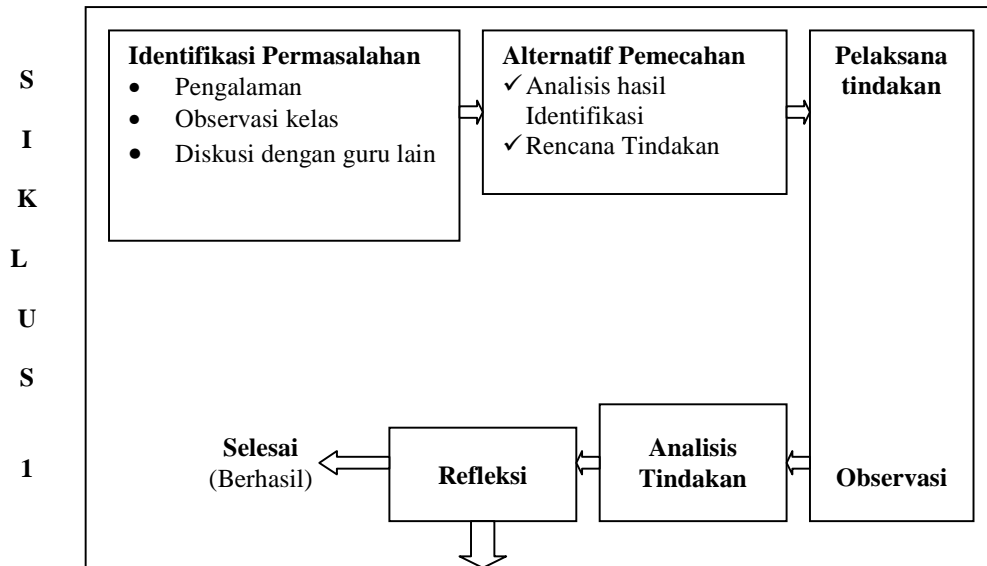 S
I
K
L
U
S
1
Identifikasi Permasalahan
• Pengalaman
• Observasi kelas
• Diskusi dengan guru lain
Alternatif Pemecahan
✓ Analisis hasil
Identifikasi
✓ Rencana Tindakan
Pelaksana
tindakan
Observasi
Analisis
Tindakan
Refleksi
Selesai
(Berhasil)